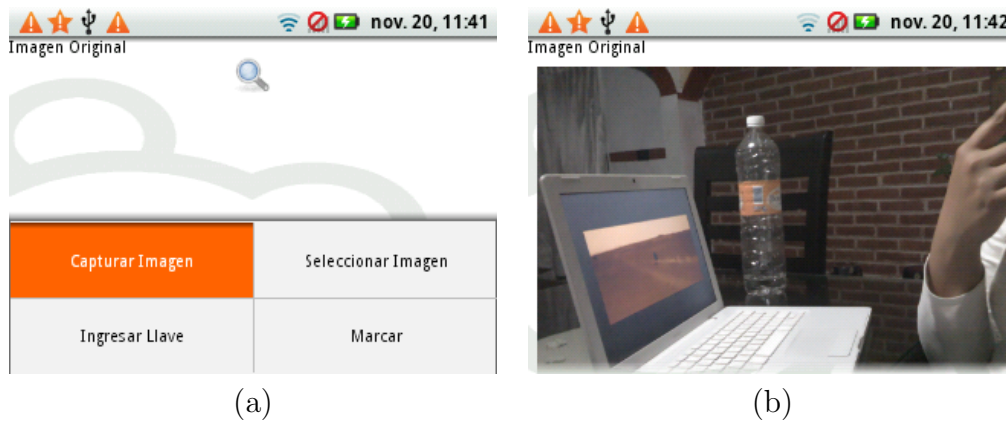 nov. 20, 11:41
Imagen Original
Capturar Imagen
Seleccionar Imagen
Ingresar Llave
Marcar
(a)
nov. 20, 11:42
Imagen Original
(b)